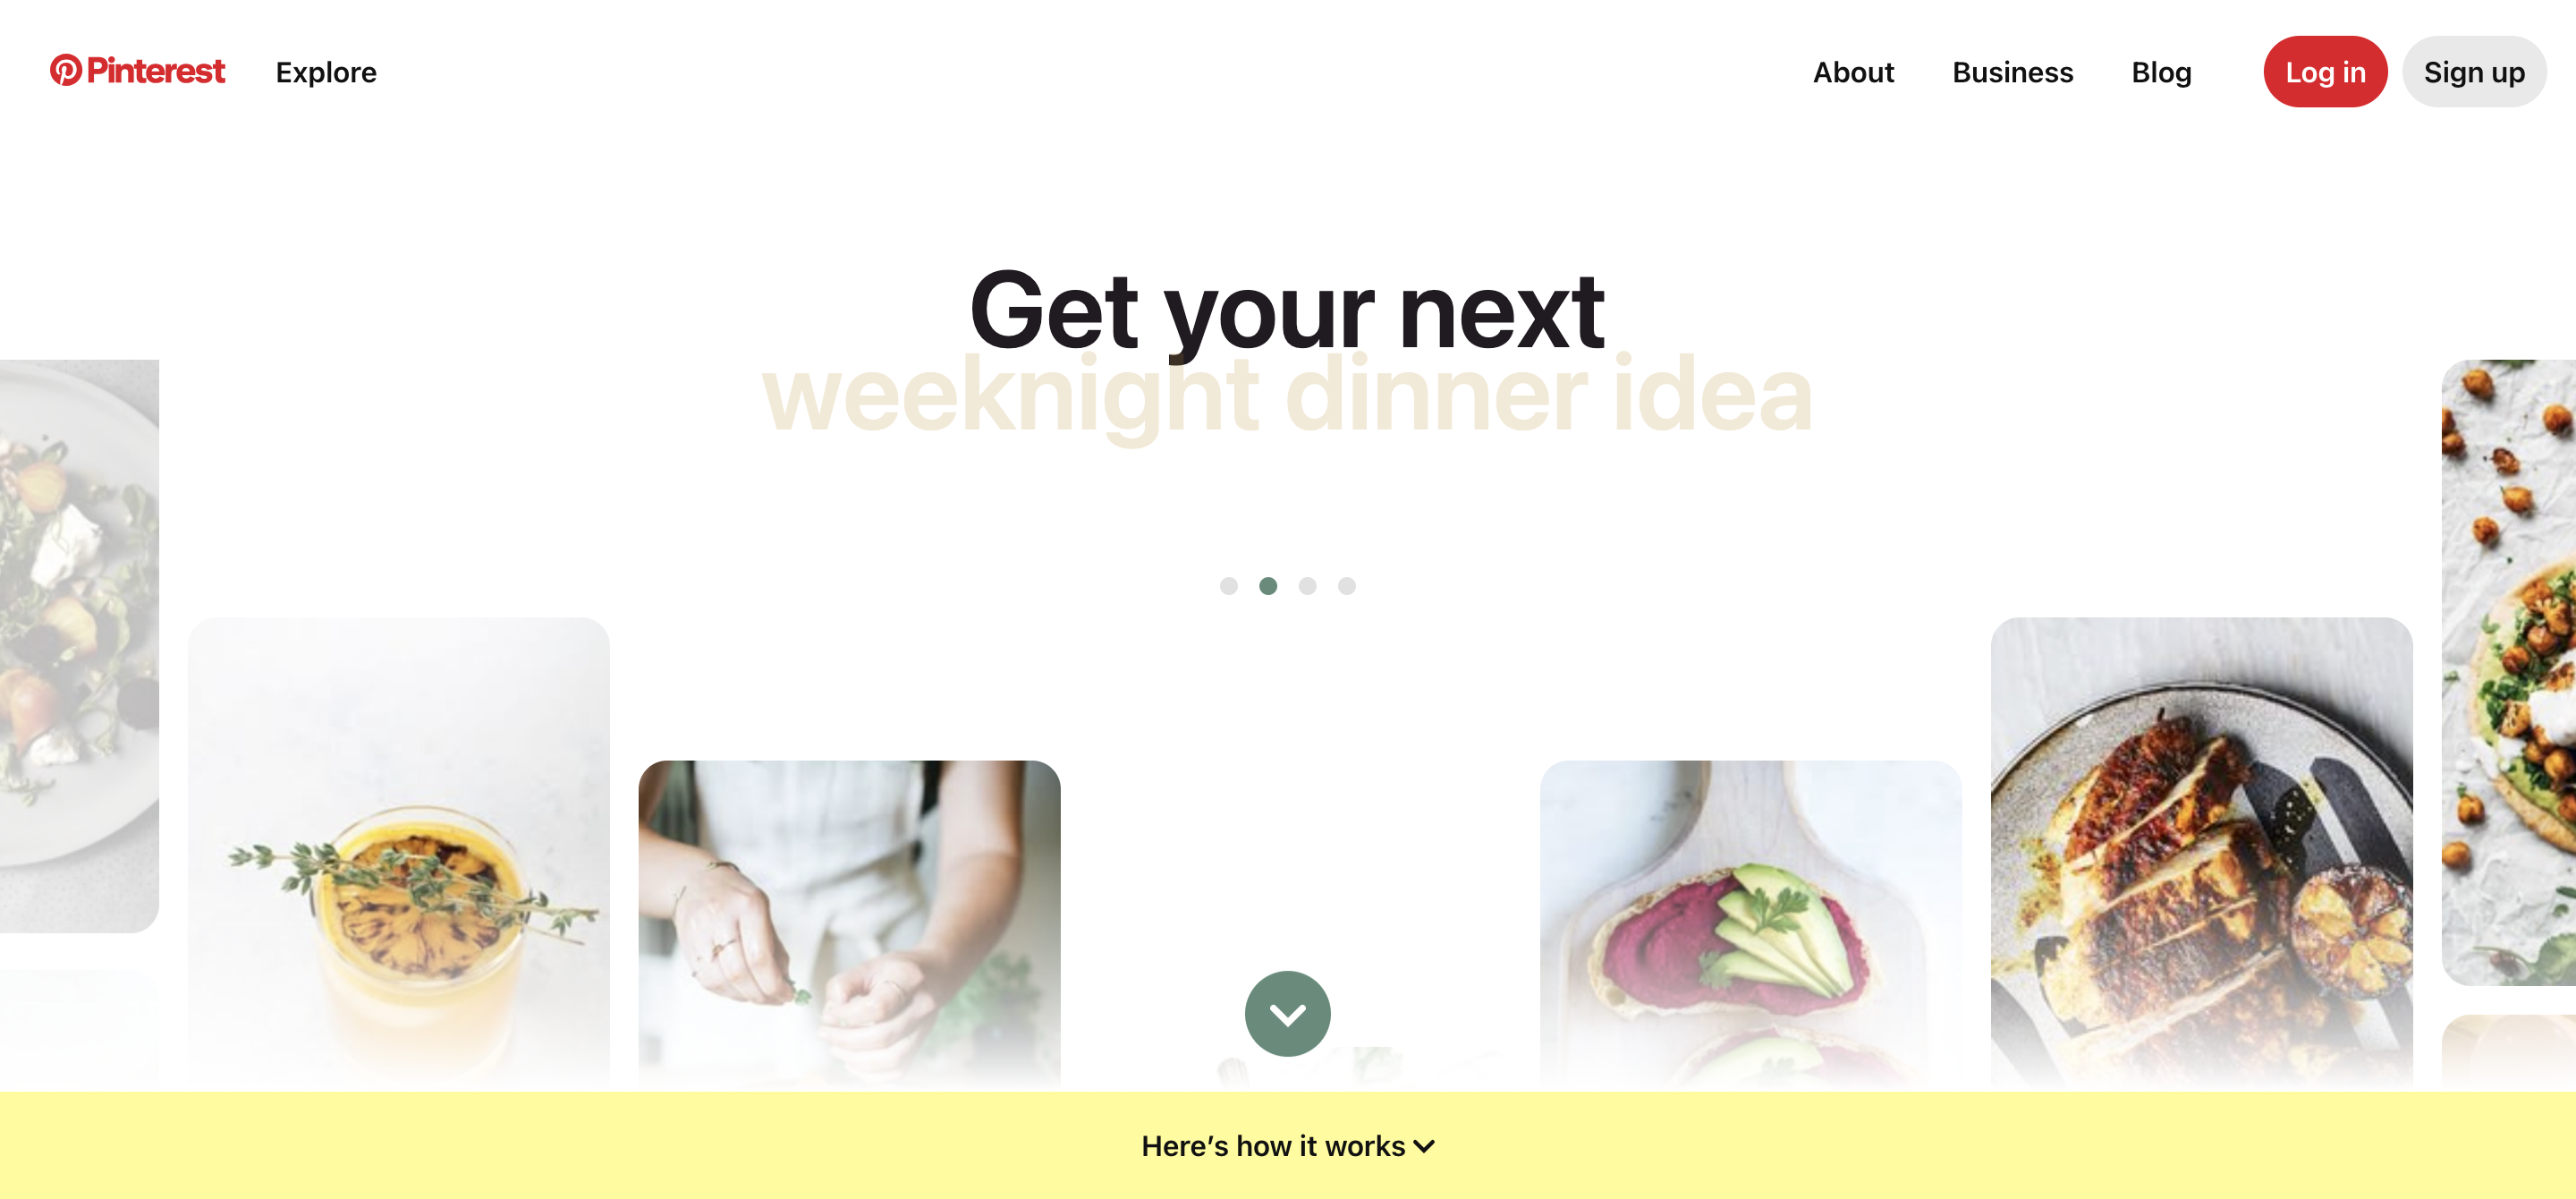 Pinterest
Explore
About
Business
Blog
Log in
Sign up
Get your next
weeknight dinner idea
Here’s how it works